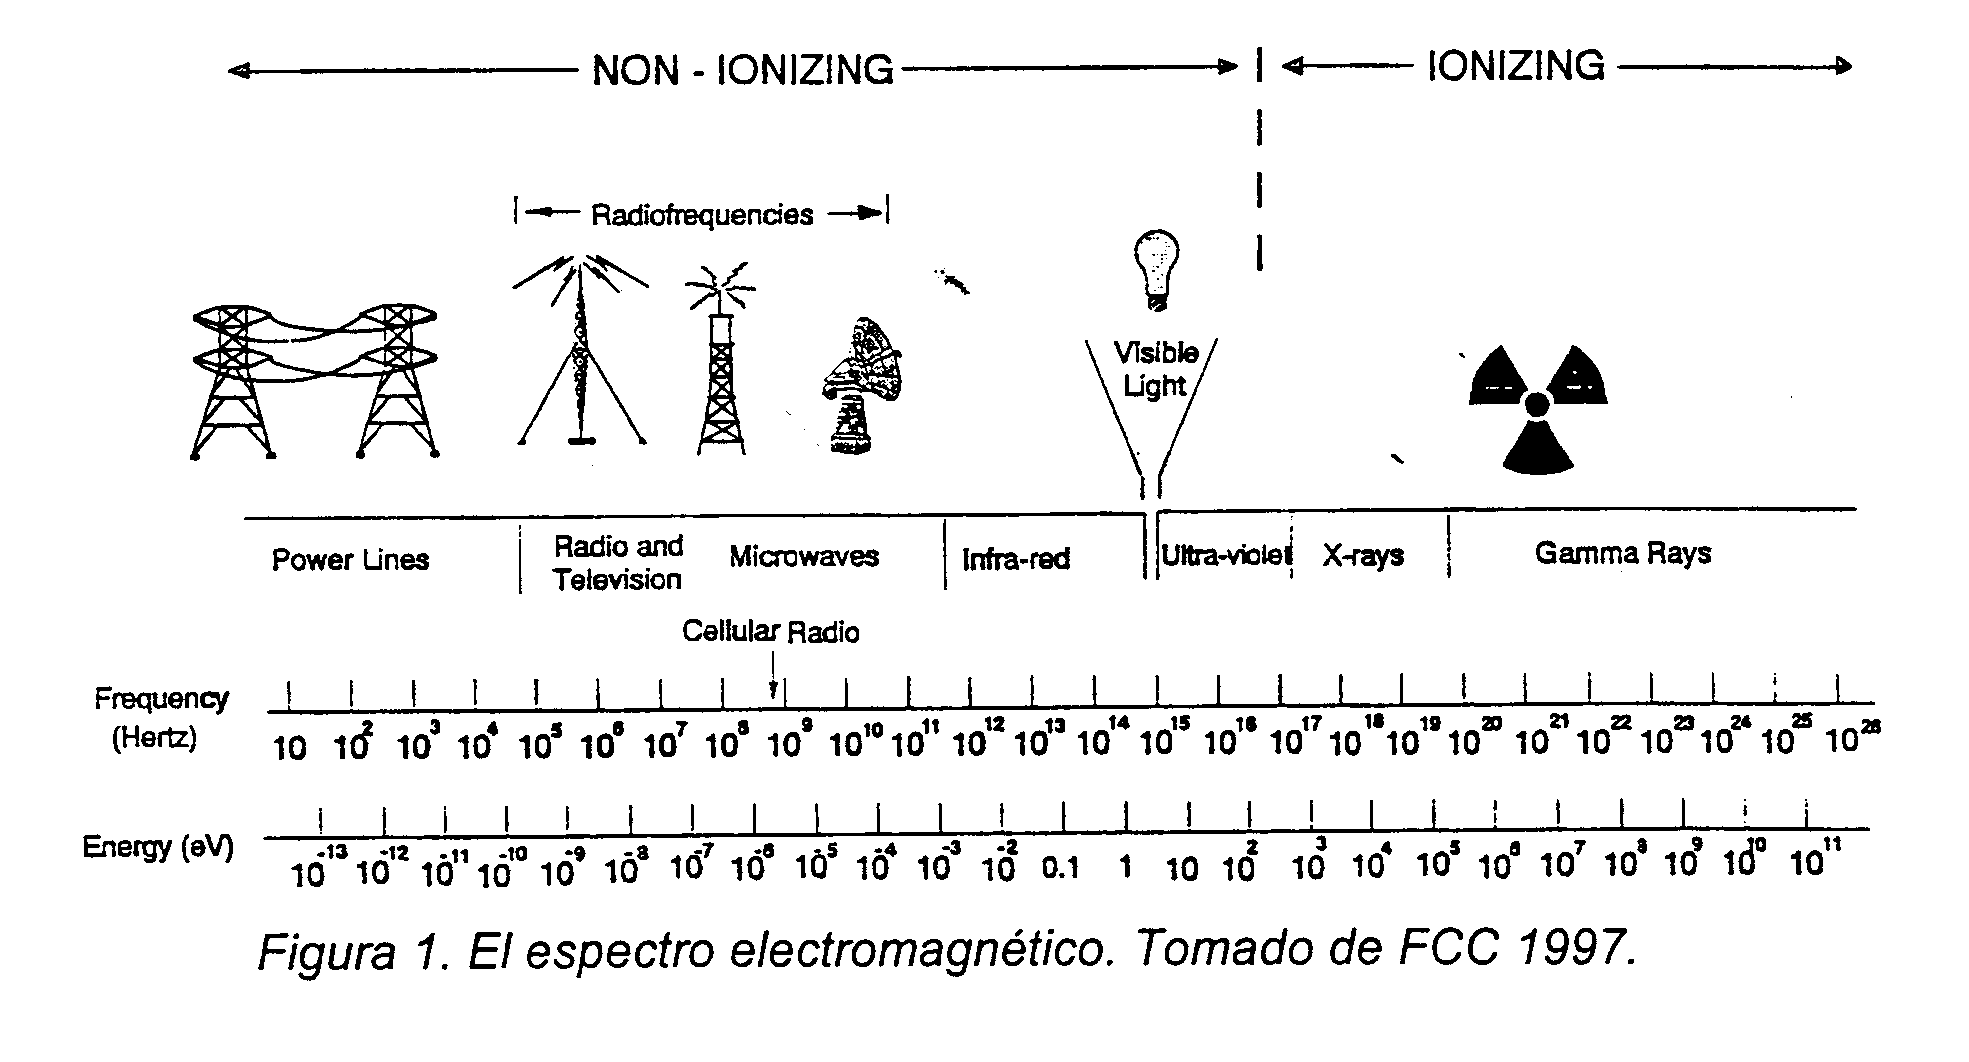 NON - IONIZING IONIZING
Radiofrequencies
Visible
Light
Power Lines Radio and Television Microwaves Infra-red Ultra-violet X-rays Gamma Rays
Cellular Radio
Frequency
(Hertz)
10 10² 10³ 10⁴ 10⁵ 10⁶ 10⁷ 10⁸ 10⁹ 10¹⁰ 10¹¹ 10¹² 10¹³ 10¹⁴ 10¹⁵ 10¹⁶ 10¹⁷ 10¹⁸ 10¹⁹ 10²⁰ 10²¹ 10²² 10²³ 10²⁴ 10²⁵ 10²⁶
Energy (eV)
10⁻¹³ 10⁻¹² 10⁻¹¹ 10⁻¹⁰ 10⁻⁹ 10⁻⁸ 10⁻⁷ 10⁻⁶ 10⁻⁵ 10⁻⁴ 10⁻³ 10⁻² 0.1 1 10 10² 10³ 10⁴ 10⁵ 10⁶ 10⁷ 10⁸ 10⁹ 10¹⁰ 10¹¹
Figura 1. El espectro electromagnético. Tomado de FCC 1997.